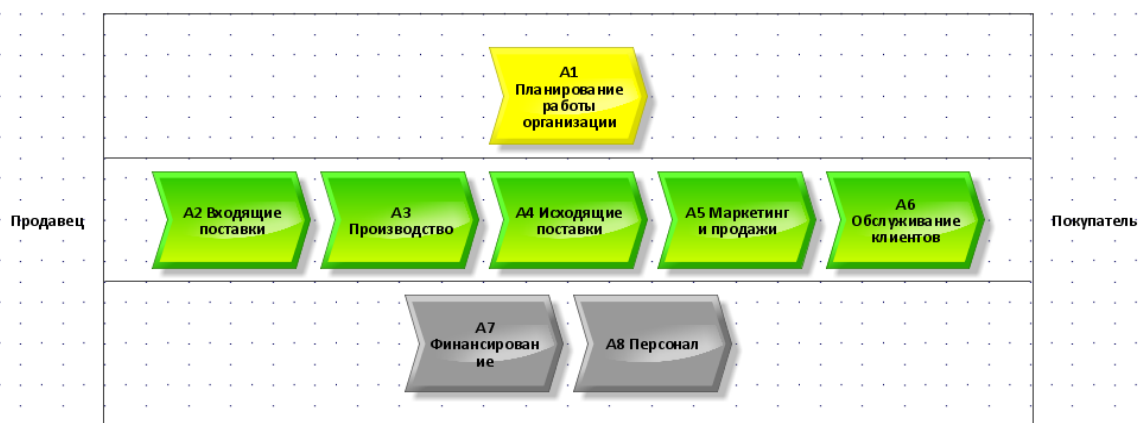 А1
Планирование
работы
организации
Продавец
А2 Входящие
поставки
А3
Производство
А4 Исходящие
поставки
А5 Маркетинг
и продажи
А6
Обслуживание
клиентов
Покупатель
А7
Финансирован
ие
А8 Персонал